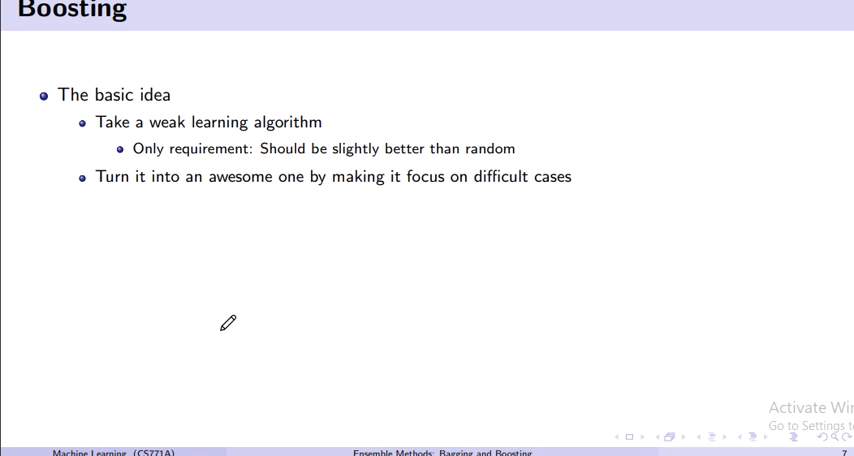 Boosting
The basic idea
Take a weak learning algorithm
Only requirement: Should be slightly better than random
Turn it into an awesome one by making it focus on difficult cases
Activate Win
Go to Settings t
Machine Learning (CS771A) Ensemble Methods: Bagging and Boosting 7